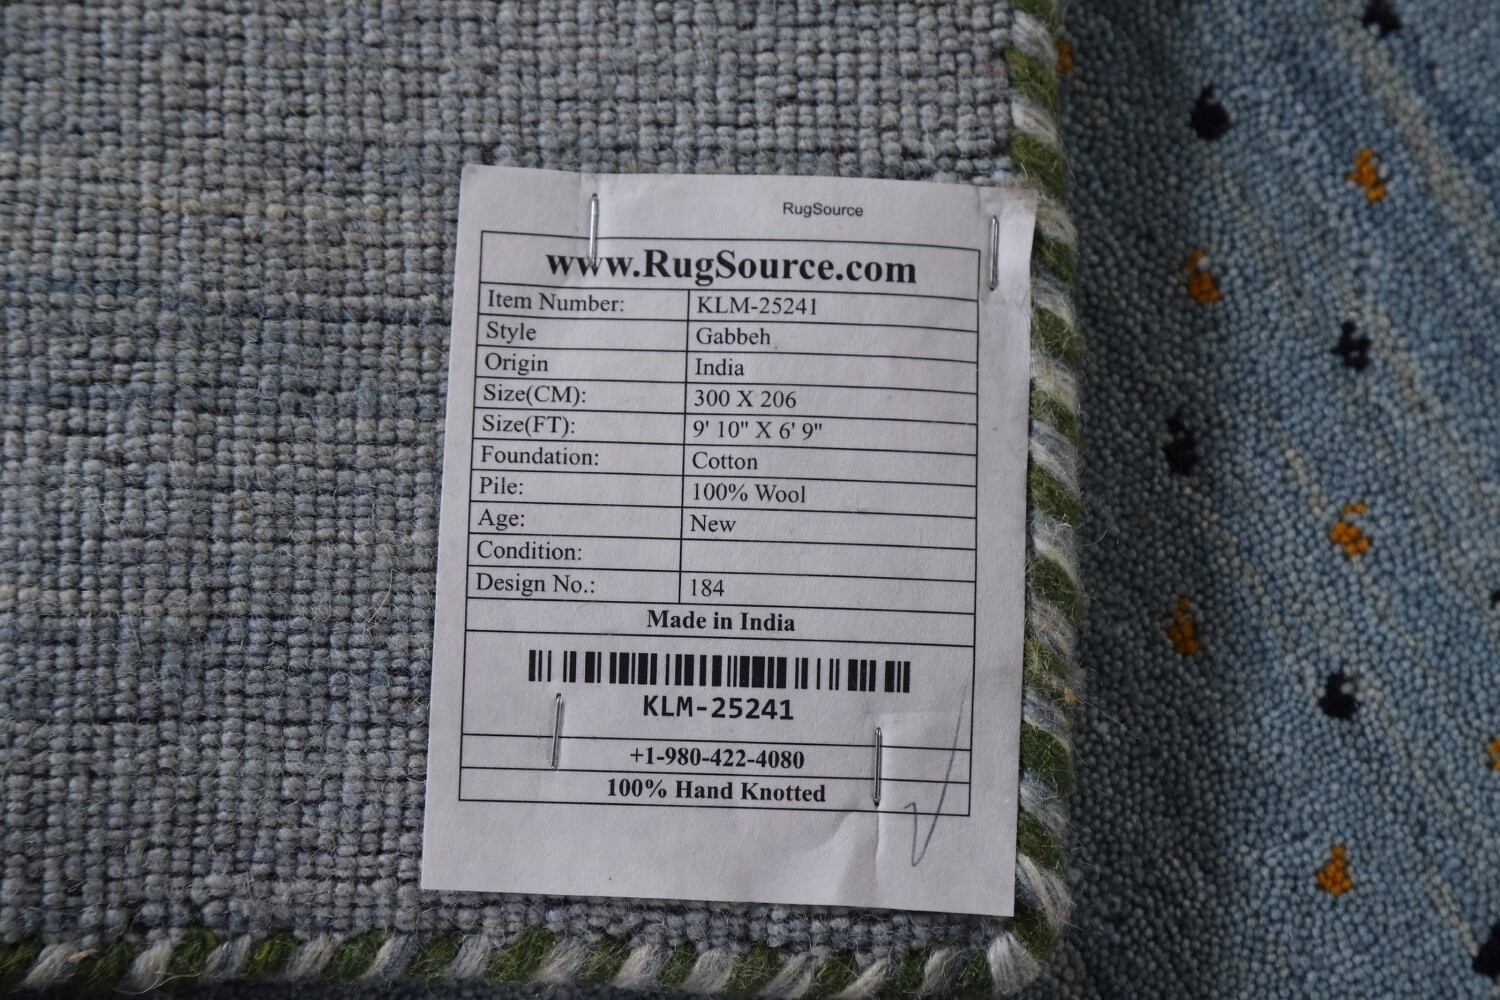 RugSource
www.RugSource.com
Item Number: KLM-25241
Style Gabbeh
Origin India
Size(CM): 300 X 206
Size(FT): 9' 10" X 6' 9"
Foundation: Cotton
Pile: 100% Wool
Age: New
Condition:
Design No.: 184
Made in India
KLM-25241
+1-980-422-4080
100% Hand Knotted